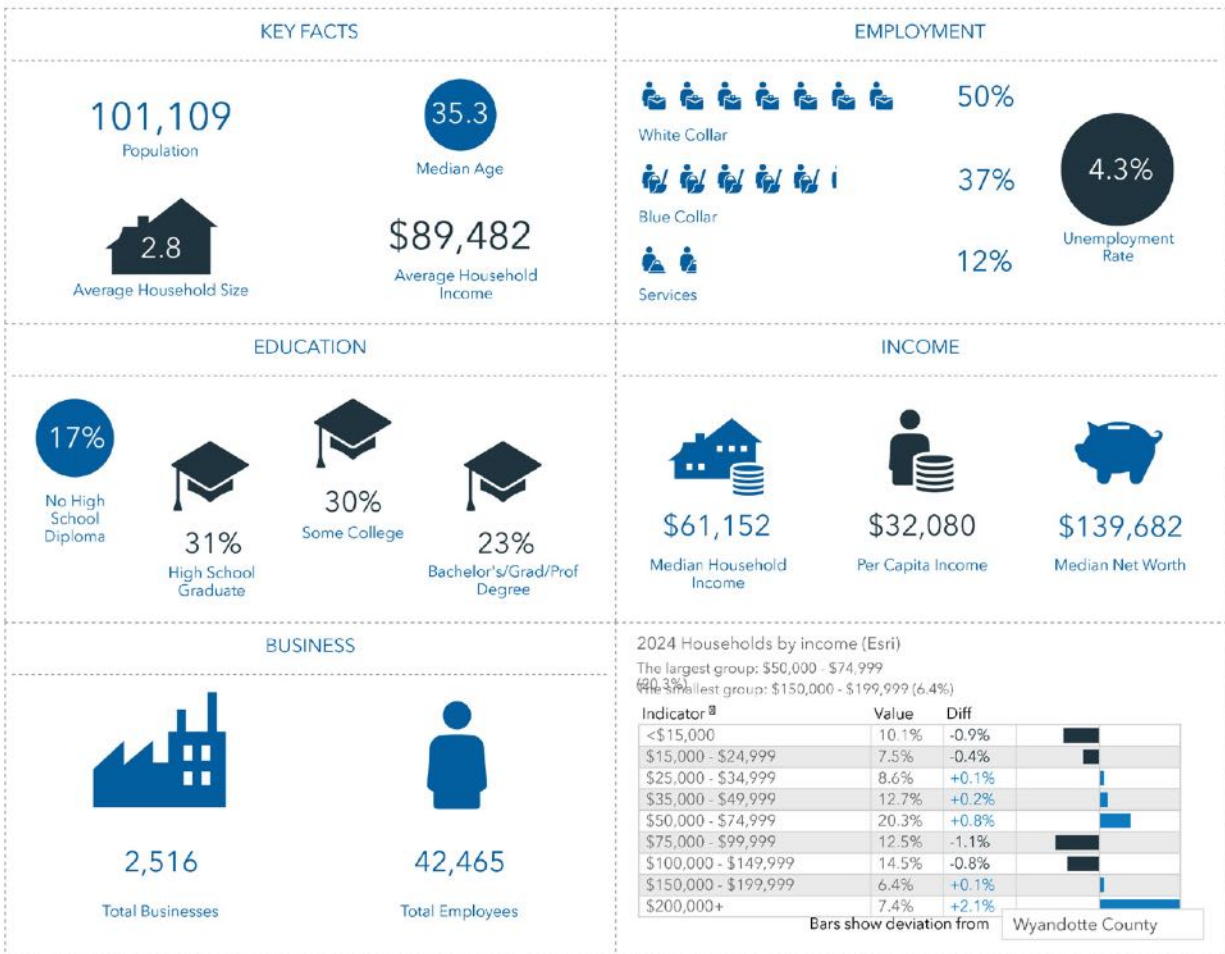 KEY FACTS
101,109
Population
35.3
Median Age
2.8
Average Household Size
$89,482
Average Household
Income
EMPLOYMENT
50%
White Collar
37%
Blue Collar
12%
Services
4.3%
Unemployment
Rate
EDUCATION
17%
No High
School
Diploma
31%
High School
Graduate
30%
Some College
23%
Bachelor's/Grad/Prof
Degree
INCOME
$61,152
Median Household
Income
$32,080
Per Capita Income
$139,682
Median Net Worth
BUSINESS
2,516
Total Businesses
42,465
Total Employees
2024 Households by income (Esri)
The largest group: $50,000 - $74,999
(20.3%)
The smallest group: $150,000 - $199,999 (6.4%)
Indicator Value Diff
<$15,000 10.1% -0.9%
$15,000 - $24,999 7.5% -0.4%
$25,000 - $34,999 8.6% +0.1%
$35,000 - $49,999 12.7% +0.2%
$50,000 - $74,999 20.3% +0.8%
$75,000 - $99,999 12.5% -1.1%
$100,000 - $149,999 14.5% -0.8%
$150,000 - $199,999 6.4% +0.1%
$200,000+ 7.4% +2.1%
Bars show deviation from Wyandotte County